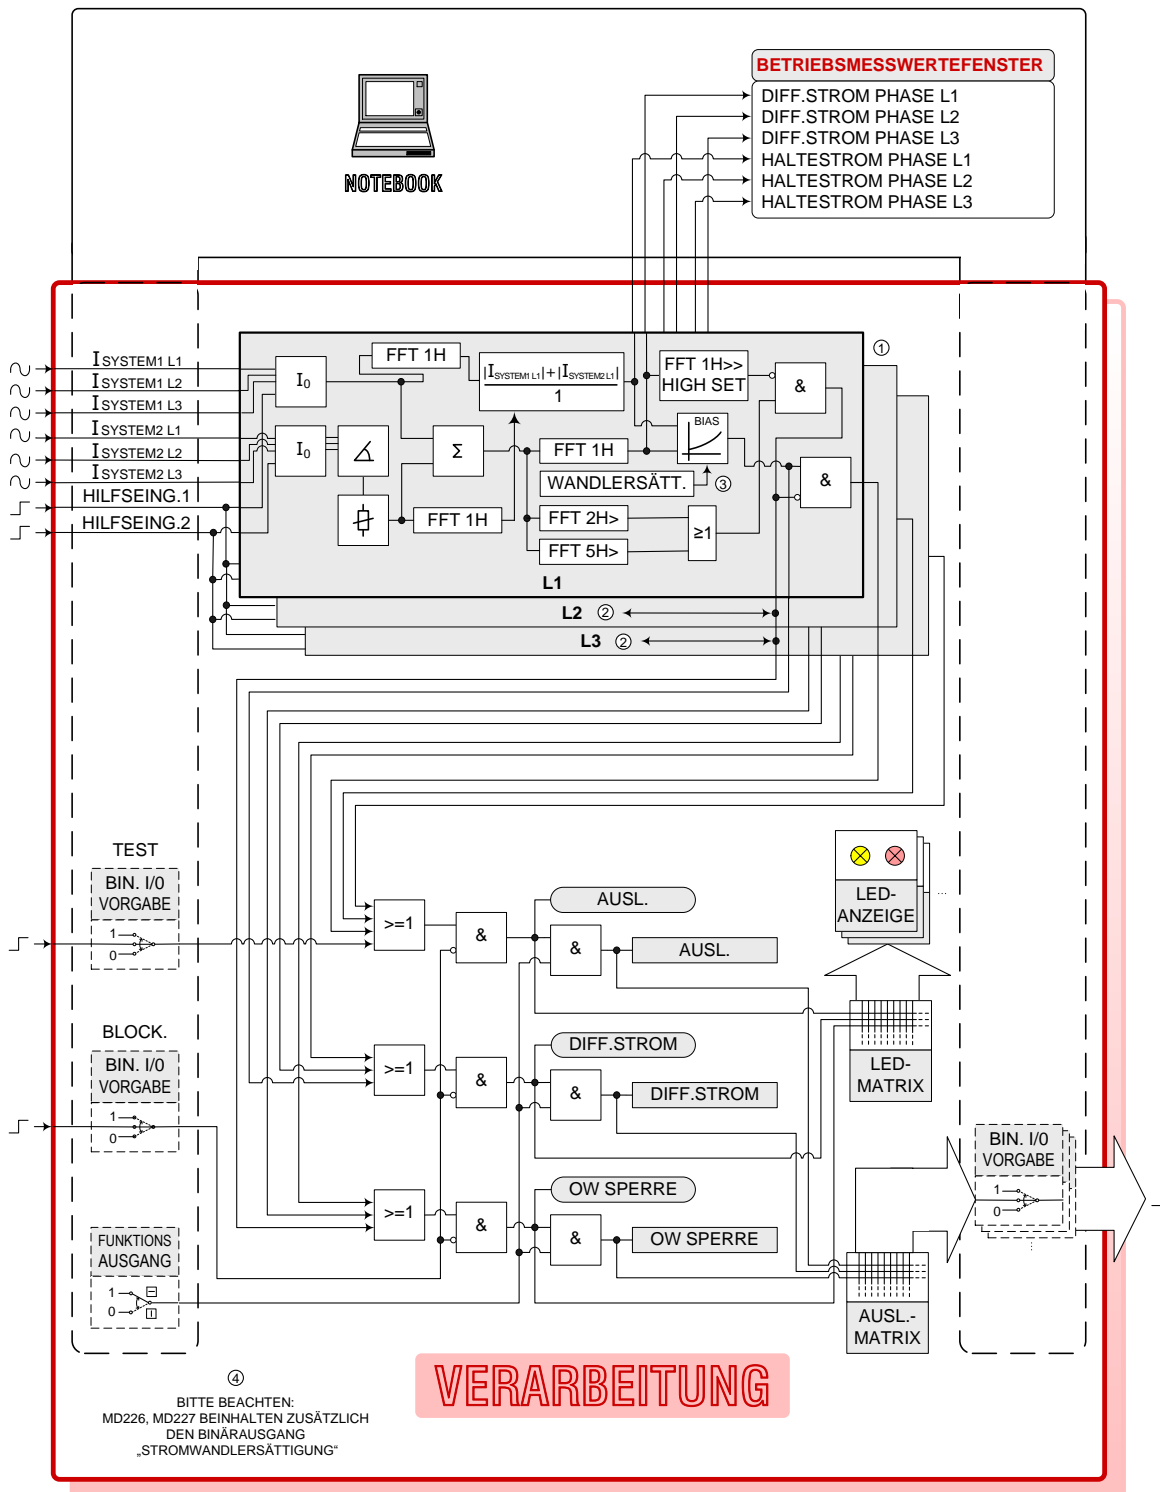 BETRIEBSMESSWERTEFENSTER
DIFF.STROM PHASE L1
DIFF.STROM PHASE L2
DIFF.STROM PHASE L3
HALTESTROM PHASE L1
HALTESTROM PHASE L2
HALTESTROM PHASE L3
NOTEBOOK
I SYSTEM1 L1
I SYSTEM1 L2
I SYSTEM1 L3
I SYSTEM2 L1
I SYSTEM2 L2
I SYSTEM2 L3
HILFSEING.1
HILFSEING.2
I0
I0
FFT 1H
|ISYSTEM1 L1|+|ISYSTEM2 L1|
1
FFT 1H>>
HIGH SET
&
①
BIAS
Σ
FFT 1H
&
WANDLERSÄTT.
③
FFT 1H
FFT 2H>
≥1
FFT 5H>
L1
L2 ②
L3 ②
TEST
BIN. I/0
VORGABE
1
0
>=1
&
AUSL.
&
AUSL.
LED-
ANZEIGE
...
LED-
MATRIX
BLOCK.
BIN. I/0
VORGABE
1
0
>=1
&
DIFF.STROM
&
DIFF.STROM
BIN. I/0
VORGABE
1
0
...
>=1
&
OW SPERRE
&
OW SPERRE
FUNKTIONS
AUSGANG
1
0
AUSL.-
MATRIX
VERARBEITUNG
④
BITTE BEACHTEN:
MD226, MD227 BEINHALTEN ZUSÄTZLICH
DEN BINÄRAUSGANG
„STROMWANDLERSÄTTIGUNG“